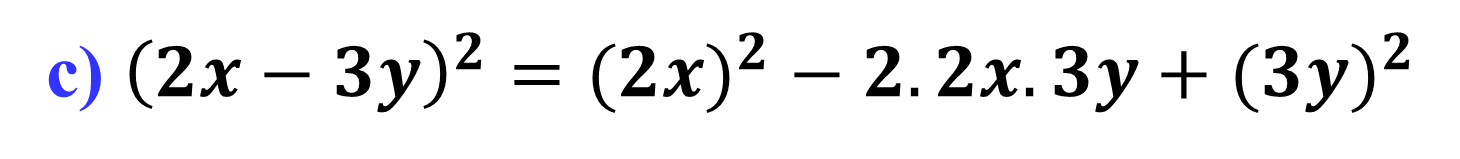 c) (2x − 3y)² = (2x)² − 2. 2x. 3y + (3y)²